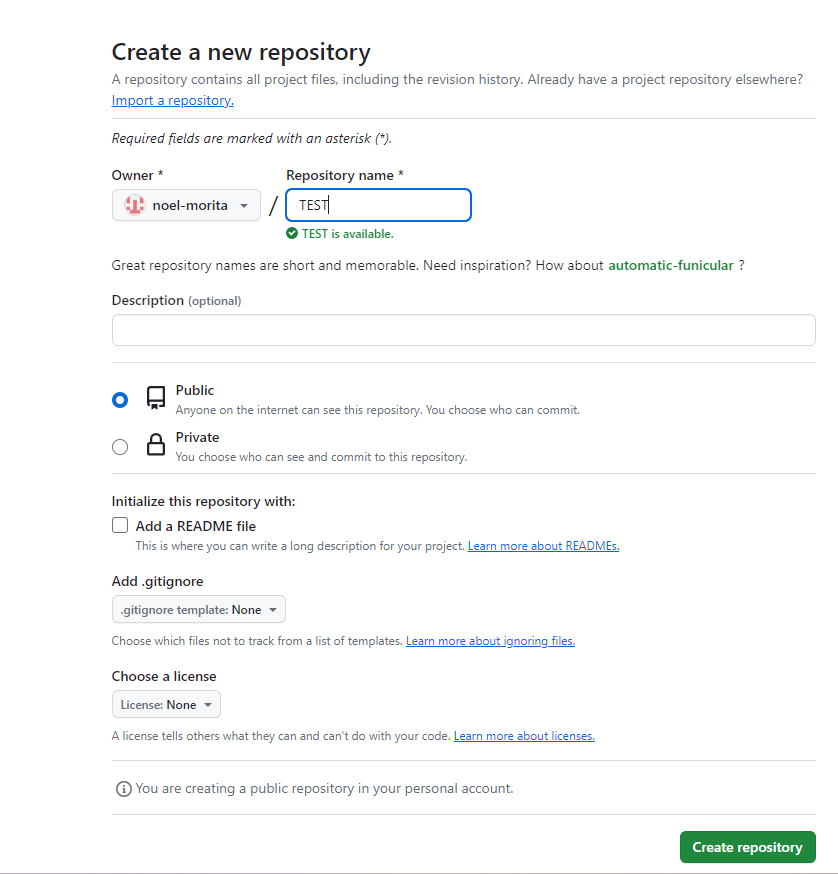 Create a new repository
A repository contains all project files, including the revision history. Already have a project repository elsewhere?
Import a repository.
Required fields are marked with an asterisk (*).
Owner * Repository name *
noel-morita / TEST
TEST is available.
Great repository names are short and memorable. Need inspiration? How about automatic-funicular ?
Description (optional)
Public
Anyone on the internet can see this repository. You choose who can commit.
Private
You choose who can see and commit to this repository.
Initialize this repository with:
Add a README file
This is where you can write a long description for your project. Learn more about READMEs.
Add .gitignore
.gitignore template: None
Choose which files not to track from a list of templates. Learn more about ignoring files.
Choose a license
License: None
A license tells others what they can and can't do with your code. Learn more about licenses.
You are creating a public repository in your personal account.
Create repository